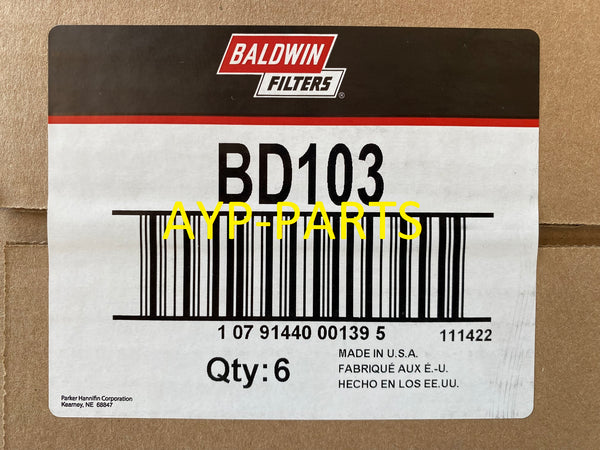 BALDWIN
FILTERS®
BD103
AYP-PARTS
1 07 91440 00139 5
111422
Qty:6
MADE IN U.S.A.
FABRIQUÉ AUX É.-U.
HECHO EN LOS EE.UU.
Parker Hannifin Corporation
Kearney, NE 68847